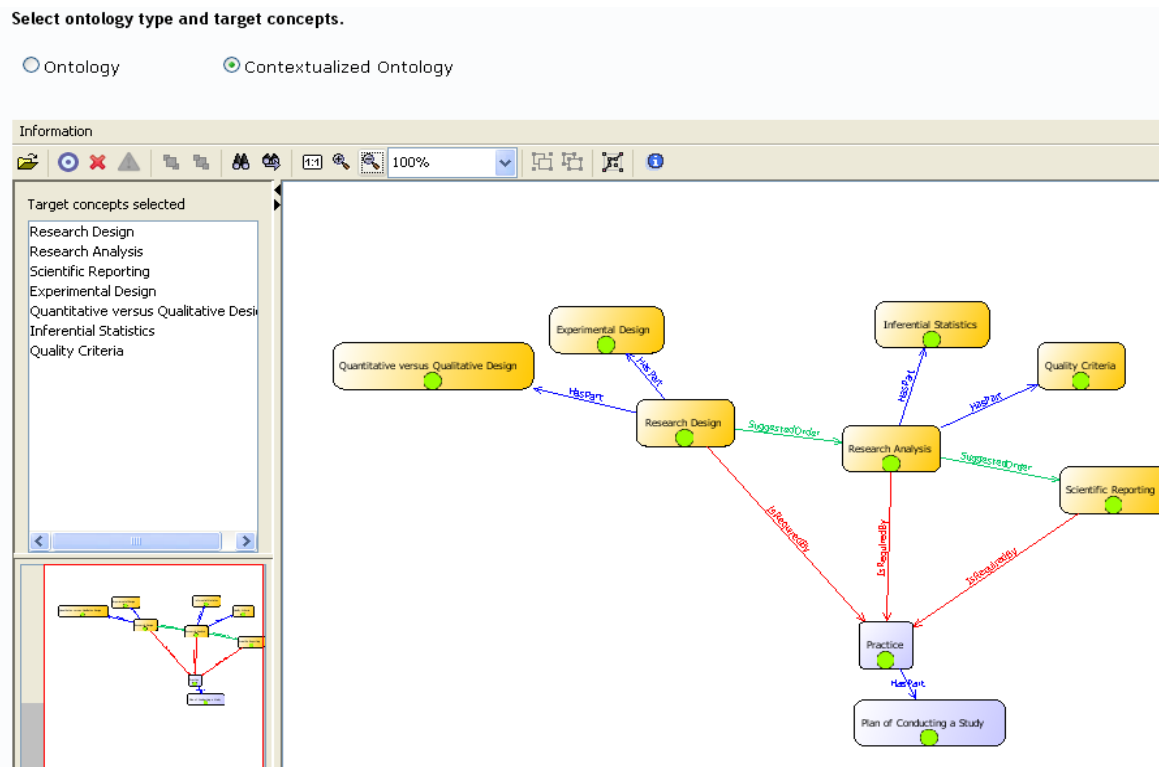 Select ontology type and target concepts.
Ontology
Contextualized Ontology
Information
1:1
100%
Target concepts selected
Research Design
Research Analysis
Scientific Reporting
Experimental Design
Quantitative versus Qualitative Desi
Inferential Statistics
Quality Criteria
Experimental Design
Inferential Statistics
Quantitative versus Qualitative Design
Quality Criteria
HasPart
HasPart
HasPart
HasPart
Research Design
SuggestedOrder
Research Analysis
SuggestedOrder
Scientific Reporting
IsRequiredBy
IsRequiredBy
IsRequiredBy
Practice
HasPart
Plan of Conducting a Study